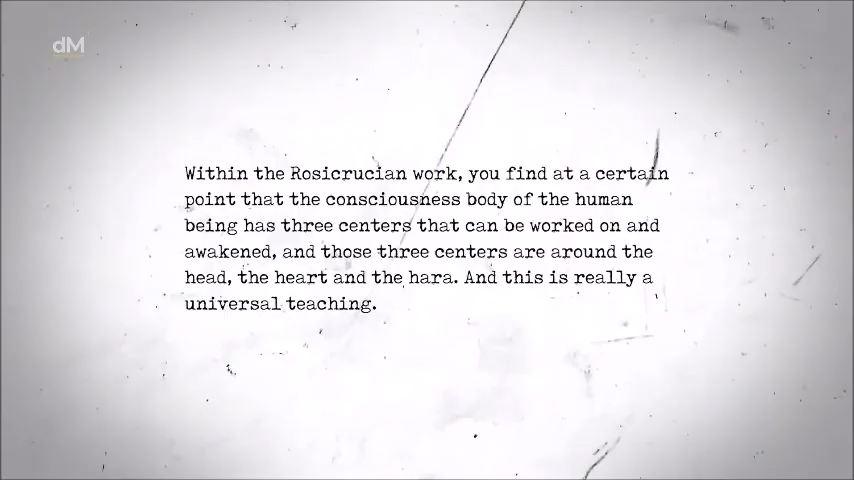 dM
Within the Rosicrucian work, you find at a certain
point that the consciousness body of the human
being has three centers that can be worked on and
awakened, and those three centers are around the
head, the heart and the hara. And this is really a
universal teaching.